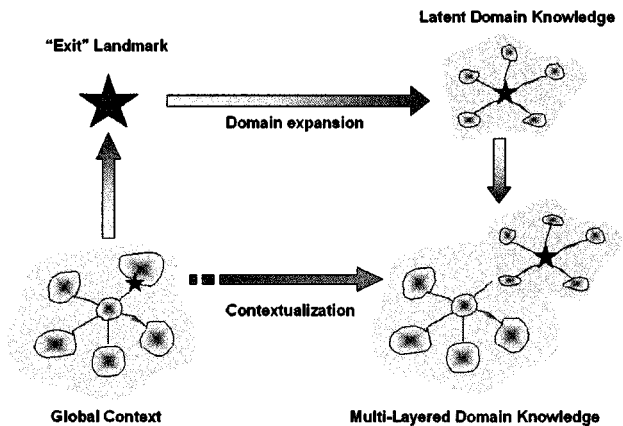 Latent Domain Knowledge
"Exit" Landmark
Domain expansion
Contextualization
Global Context
Multi-Layered Domain Knowledge